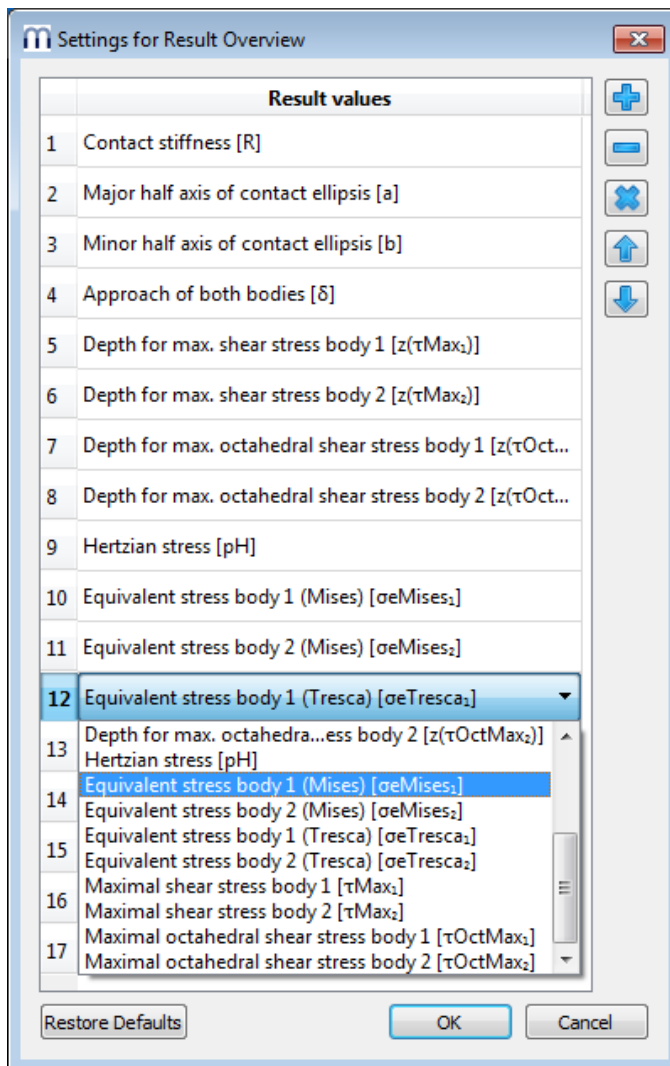 Settings for Result Overview
Result values
1 Contact stiffness [R]
2 Major half axis of contact ellipsis [a]
3 Minor half axis of contact ellipsis [b]
4 Approach of both bodies [δ]
5 Depth for max. shear stress body 1 [z(τMax₁)]
6 Depth for max. shear stress body 2 [z(τMax₂)]
7 Depth for max. octahedral shear stress body 1 [z(τOct...
8 Depth for max. octahedral shear stress body 2 [z(τOct...
9 Hertzian stress [pH]
10 Equivalent stress body 1 (Mises) [σeMises₁]
11 Equivalent stress body 2 (Mises) [σeMises₂]
12 Equivalent stress body 1 (Tresca) [σeTresca₁]
13
14
15
16
17
Depth for max. octahedra...ess body 2 [z(τOctMax₂)]
Hertzian stress [pH]
Equivalent stress body 1 (Mises) [σeMises₁]
Equivalent stress body 2 (Mises) [σeMises₂]
Equivalent stress body 1 (Tresca) [σeTresca₁]
Equivalent stress body 2 (Tresca) [σeTresca₂]
Maximal shear stress body 1 [τMax₁]
Maximal shear stress body 2 [τMax₂]
Maximal octahedral shear stress body 1 [τOctMax₁]
Maximal octahedral shear stress body 2 [τOctMax₂]
Restore Defaults OK Cancel